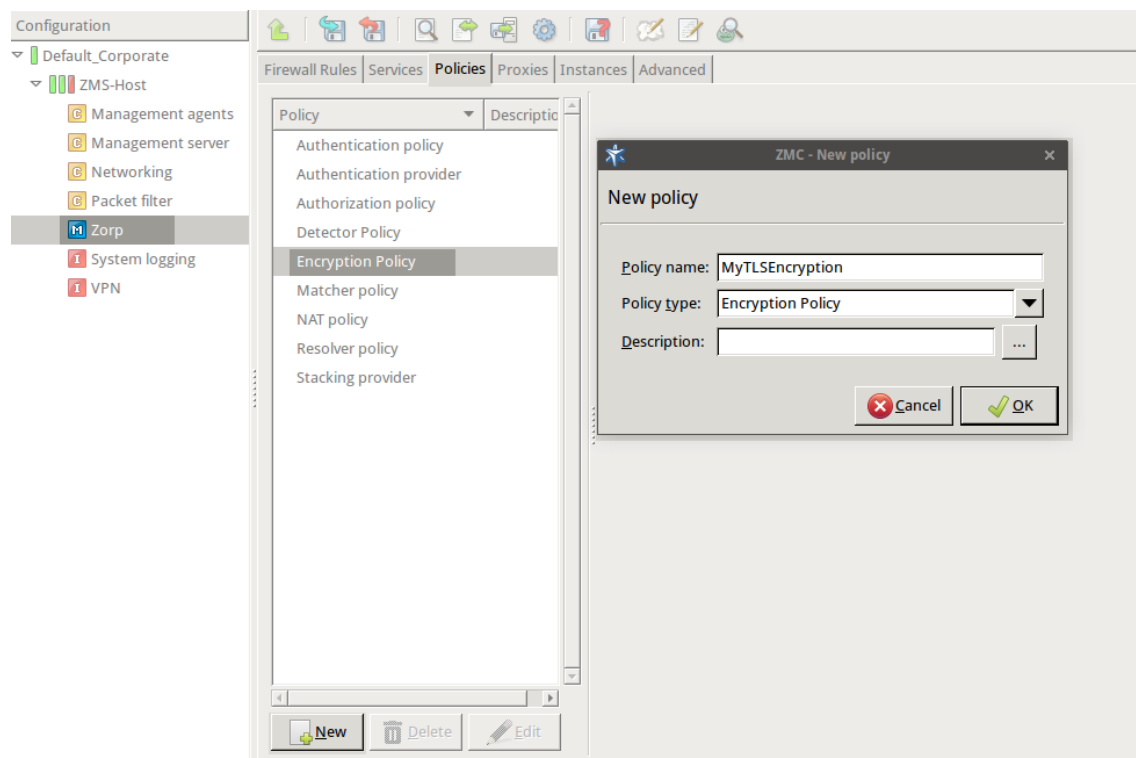 Configuration
Default_Corporate
ZMS-Host
C Management agents
C Management server
C Networking
C Packet filter
M Zorp
I System logging
I VPN
Firewall Rules Services Policies Proxies Instances Advanced
Policy Descriptio
Authentication policy
Authentication provider
Authorization policy
Detector Policy
Encryption Policy
Matcher policy
NAT policy
Resolver policy
Stacking provider
New Delete Edit
ZMC - New policy
New policy
Policy name: MyTLSEncryption
Policy type: Encryption Policy
Description: ...
Cancel OK